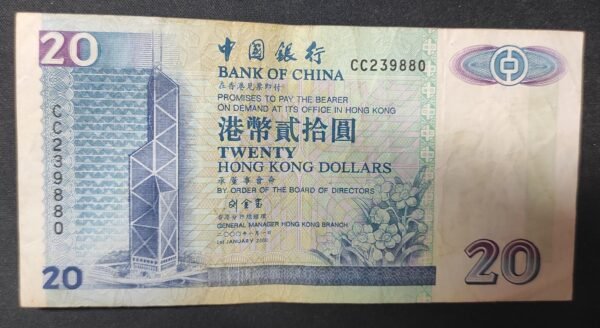 20
中國銀行
BANK OF CHINA
CC239880
在香港見票即付
PROMISES TO PAY THE BEARER
ON DEMAND AT ITS OFFICE IN HONG KONG
港幣貳拾圓
TWENTY
HONG KONG DOLLARS
承董事會命
BY ORDER OF THE BOARD OF DIRECTORS
香港分行總經理
GENERAL MANAGER HONG KONG BRANCH
1st JANUARY 2000
CC239880
20
20